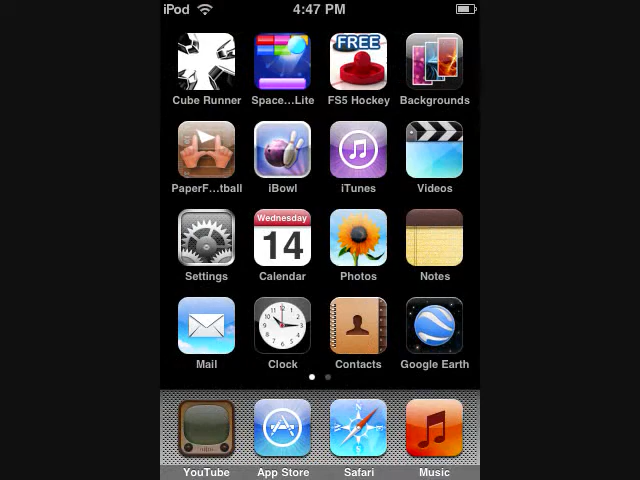 iPod 4:47 PM
FREE
Cube Runner Space...Lite FS5 Hockey Backgrounds
PaperF...tball iBowl iTunes Videos
Wednesday
14
Settings Calendar Photos Notes
Mail Clock Contacts Google Earth
YouTube App Store Safari Music